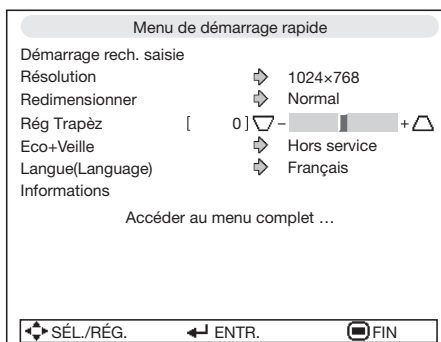 Menu de démarrage rapide
Démarrage rech. saisie
Résolution 1024×768
Redimensionner Normal
Rég Trapèz [ 0 ] – +
Eco+Veille Hors service
Langue(Language) Français
Informations
Accéder au menu complet …
SÉL./RÉG. ENTR. FIN